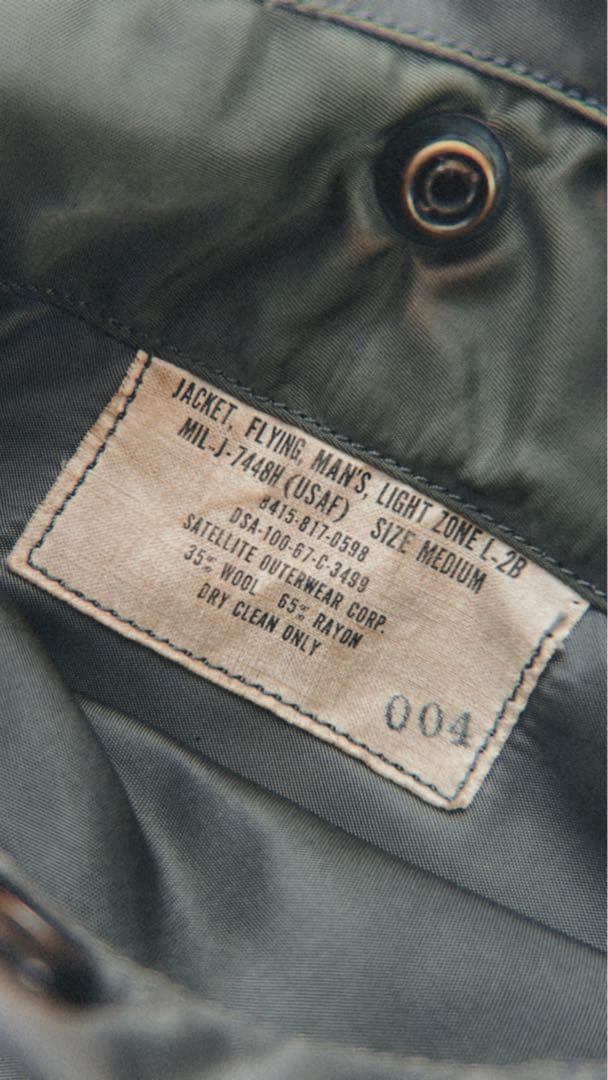 JACKET, FLYING, MAN'S, LIGHT ZONE L-2B
MIL-J-7448H (USAF) SIZE MEDIUM
8415-817-0598
DSA-100-67-C-3499
SATELLITE OUTERWEAR CORP.
35% WOOL 65% RAYON
DRY CLEAN ONLY
004